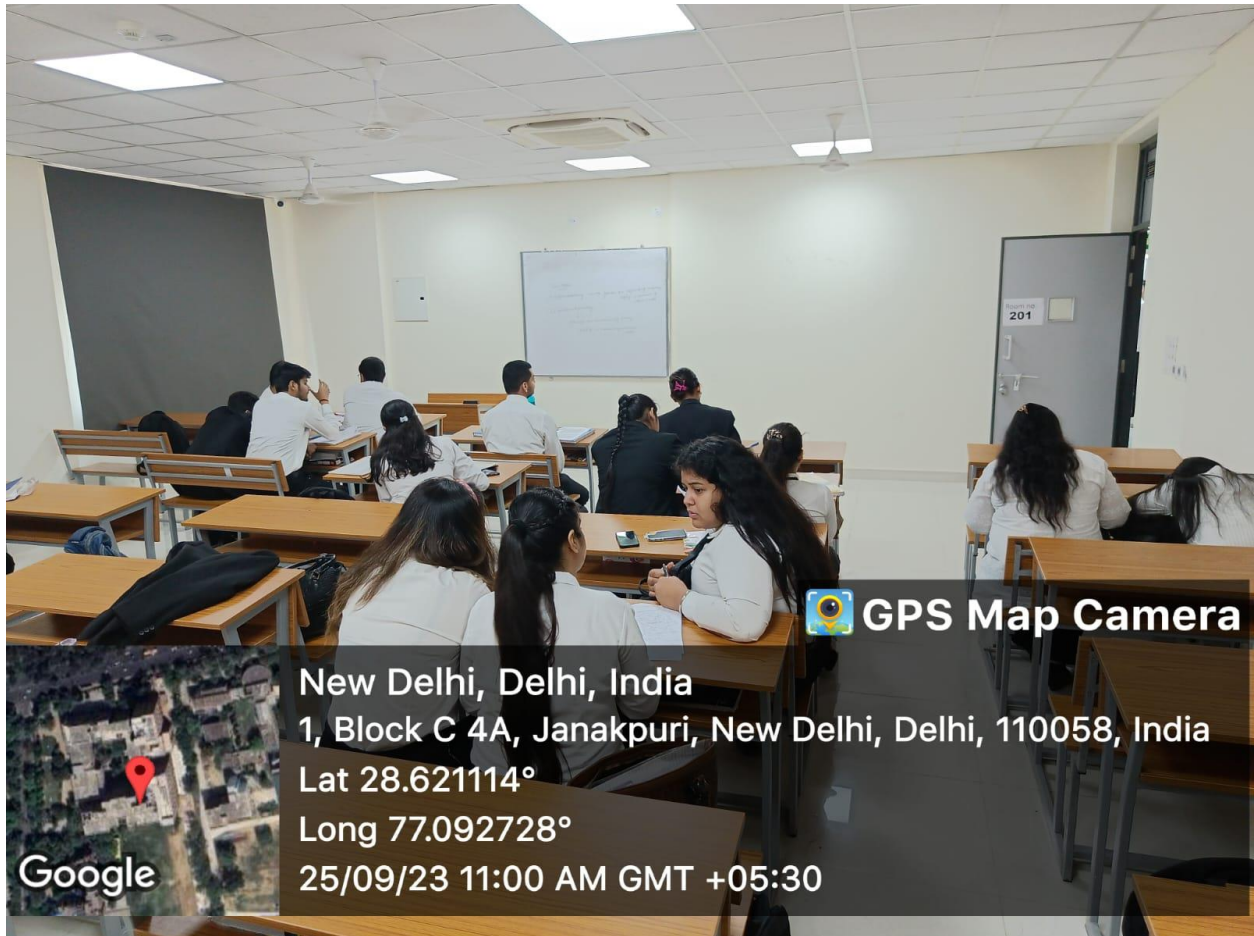 Room no.
201
GPS Map Camera
New Delhi, Delhi, India
1, Block C 4A, Janakpuri, New Delhi, Delhi, 110058, India
Lat 28.621114°
Long 77.092728°
25/09/23 11:00 AM GMT +05:30
Google